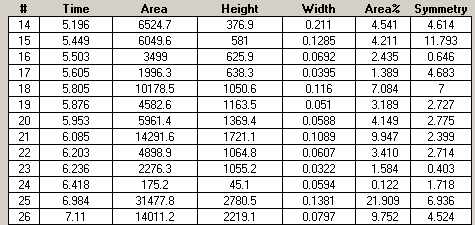 # Time Area Height Width Area% Symmetry
14 5.196 6524.7 376.9 0.211 4.541 4.614
15 5.449 6049.6 581 0.1285 4.211 11.793
16 5.503 3499 625.9 0.0692 2.435 0.646
17 5.605 1996.3 638.3 0.0395 1.389 4.683
18 5.805 10178.5 1050.6 0.116 7.084 7
19 5.876 4582.6 1163.5 0.051 3.189 2.727
20 5.953 5961.4 1369.4 0.0588 4.149 2.775
21 6.085 14291.6 1721.1 0.1089 9.947 2.399
22 6.203 4898.9 1064.8 0.0607 3.410 2.714
23 6.236 2276.3 1055.2 0.0322 1.584 0.403
24 6.418 175.2 45.1 0.0594 0.122 1.718
25 6.984 31477.8 2780.5 0.1381 21.909 6.936
26 7.11 14011.2 2219.1 0.0797 9.752 4.524